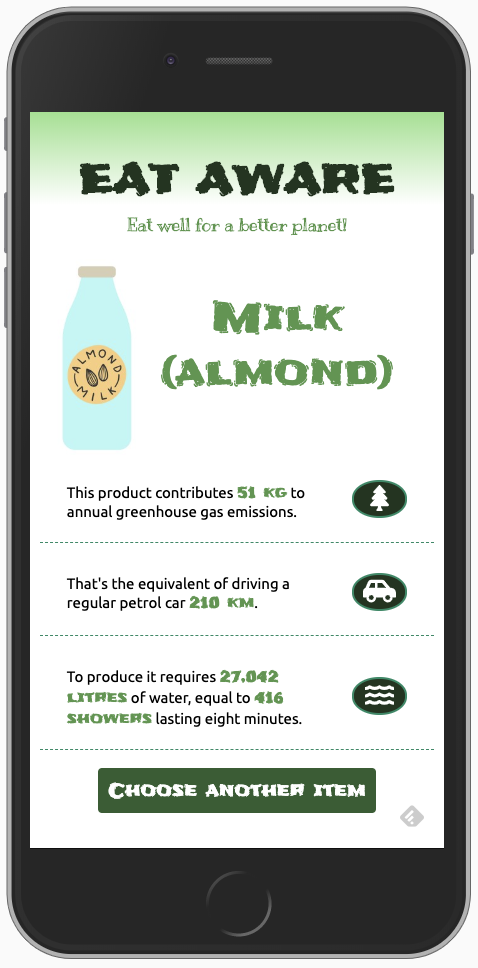 EAT AWARE
Eat well for a better planet!
ALMOND
MILK
MILK
(ALMOND)
This product contributes 51 KG to
annual greenhouse gas emissions.
That's the equivalent of driving a
regular petrol car 210 KM.
To produce it requires 27,042
LITRES of water, equal to 416
SHOWERS lasting eight minutes.
CHOOSE ANOTHER ITEM